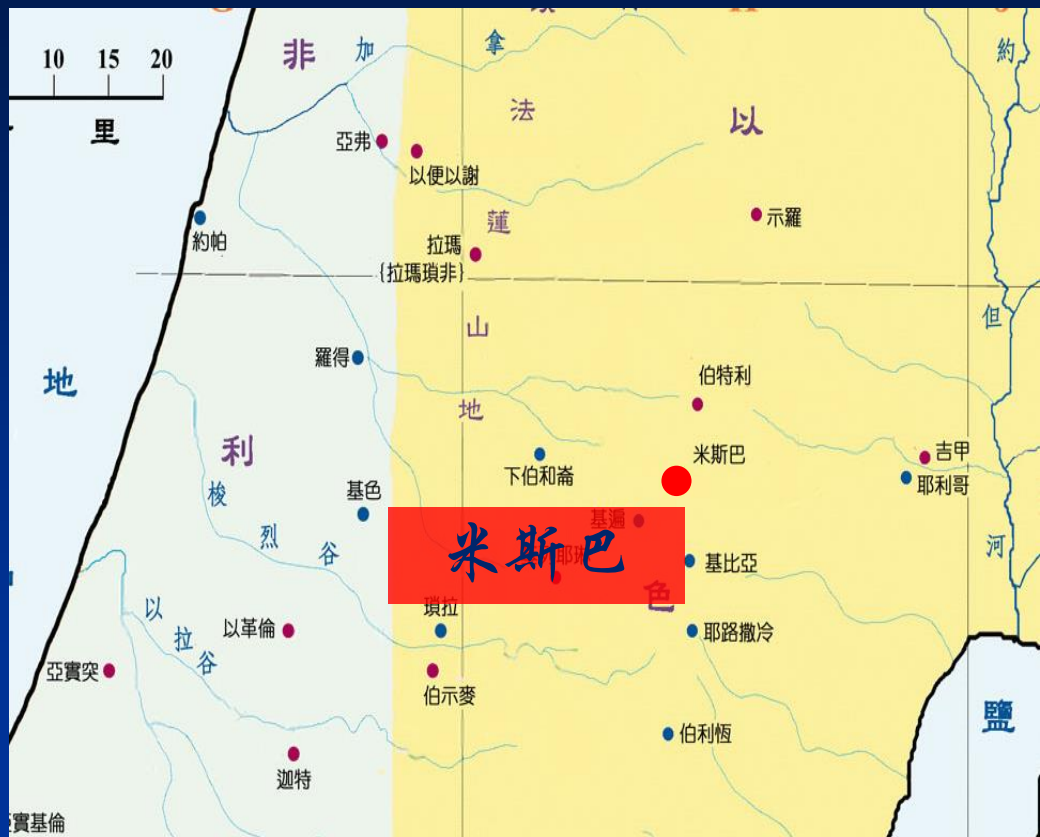 10 15 20
里
非
加
拿
法
以
約
亞弗
以便以謝
示羅
約帕
蓮
拉瑪
{拉瑪瑣非}
山
但
羅得
地
地
伯特利
利
米斯巴
吉甲
下伯和崙
耶利哥
梭
基色
基遍
烈
谷
米斯巴
河
基比亞
色
以
瑣拉
拉
以革倫
耶路撒冷
谷
亞實突
伯示麥
鹽
伯利恆
迦特
實基倫